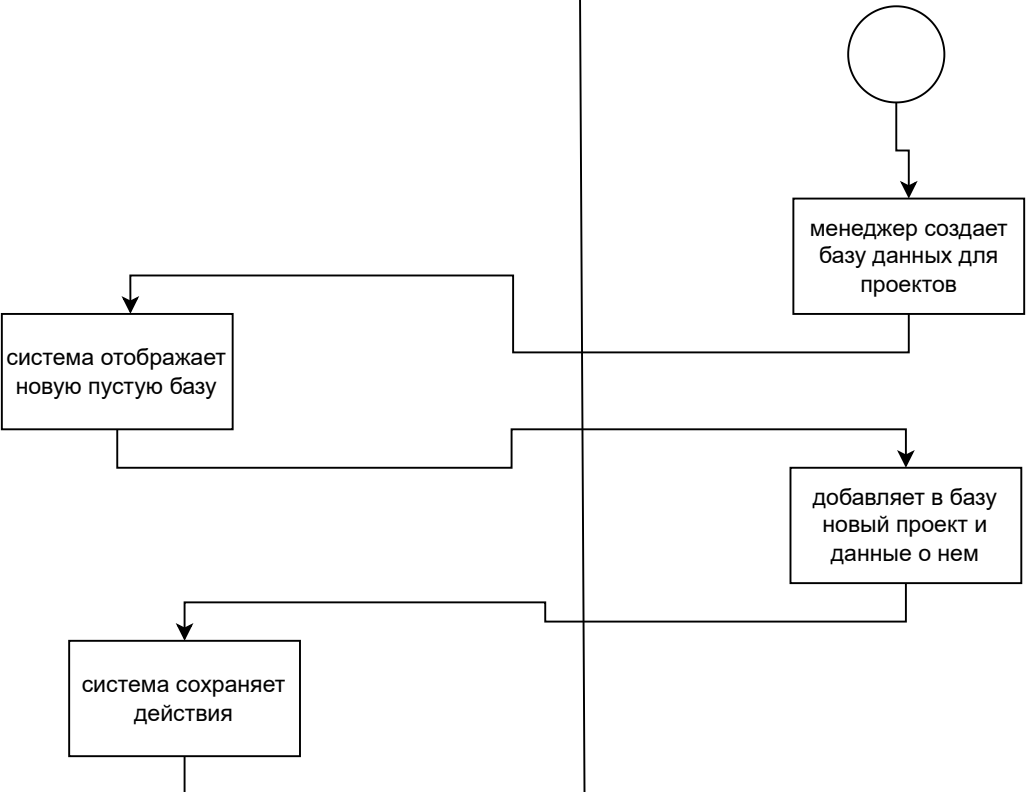 менеджер создает
базу данных для
проектов
система отображает
новую пустую базу
добавляет в базу
новый проект и
данные о нем
система сохраняет
действия